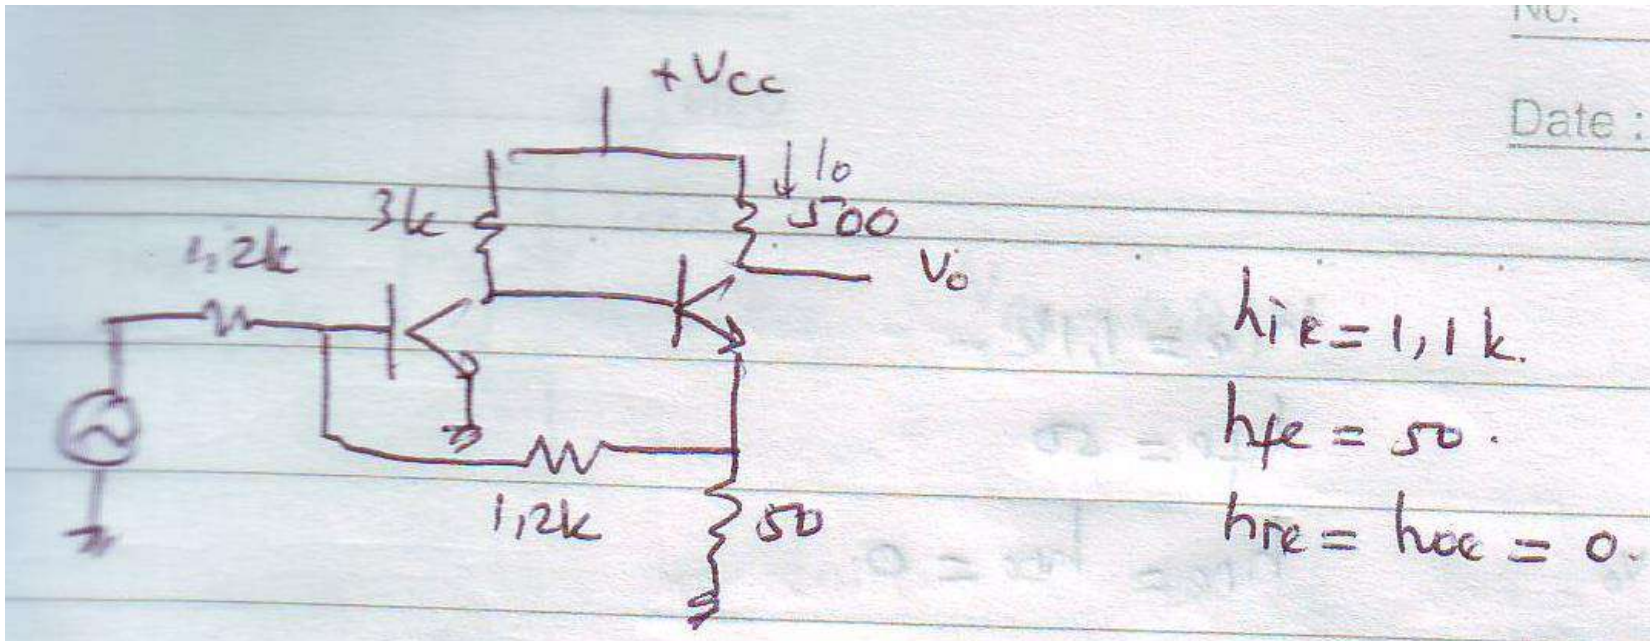 No.
Date :
+Vcc
Io
3k
500
1,2k
Vo
hie = 1,1 k.
hfe = 50.
1,2k
50
hre = hoe = 0.